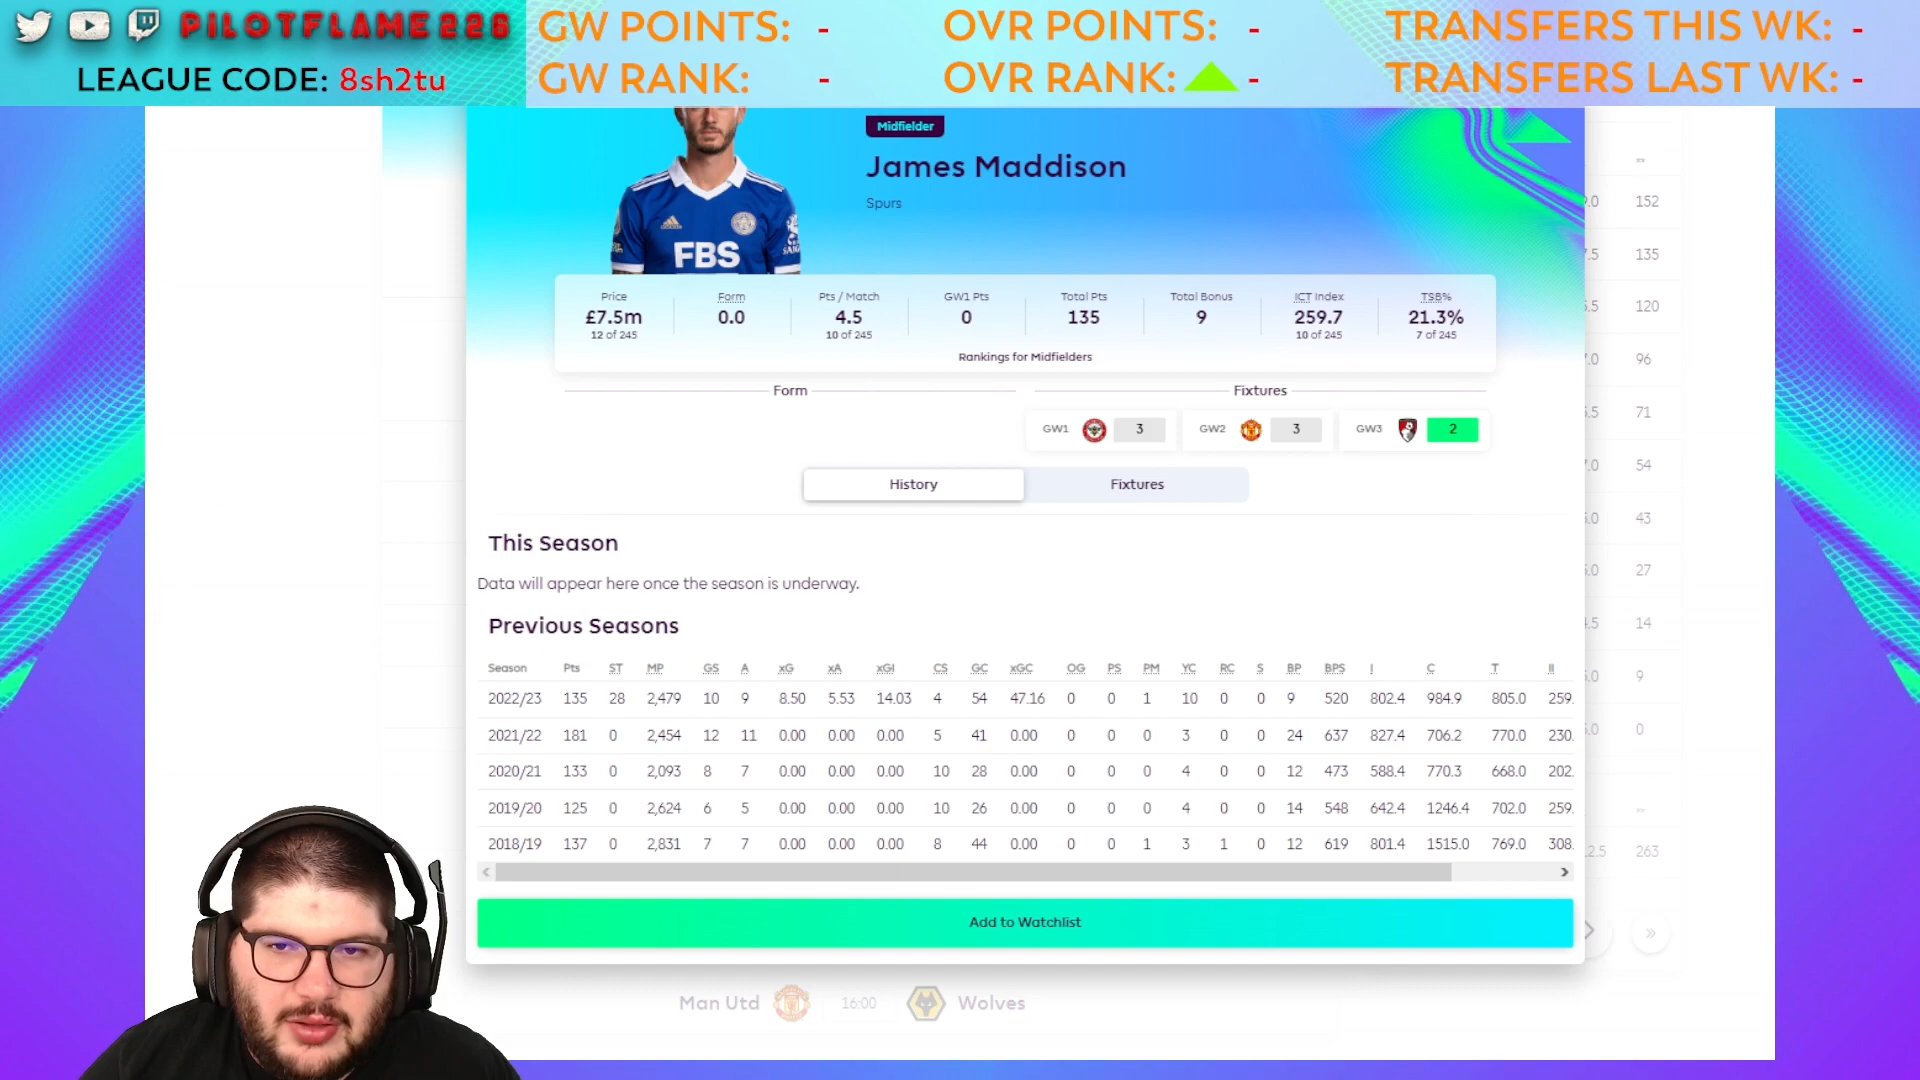 PILOTFLAME226
LEAGUE CODE: 8sh2tu
GW POINTS: -
GW RANK: -
OVR POINTS: -
OVR RANK: -
TRANSFERS THIS WK: -
TRANSFERS LAST WK: -
Midfielder
James Maddison
Spurs
FBS
Price Form Pts / Match GW1 Pts Total Pts Total Bonus ICT Index TSB%
£7.5m 0.0 4.5 0 135 9 259.7 21.3%
12 of 245 10 of 245 10 of 245 7 of 245
Rankings for Midfielders
Form Fixtures
GW1 3 GW2 3 GW3 2
History Fixtures
This Season
Data will appear here once the season is underway.
Previous Seasons
Season Pts ST MP GS A xG xA xGI CS GC xGC OG PS PM YC RC S BP BPS I C T II
2022/23 135 28 2,479 10 9 8.50 5.53 14.03 4 54 47.16 0 0 1 10 0 0 9 520 802.4 984.9 805.0 259.
2021/22 181 0 2,454 12 11 0.00 0.00 0.00 5 41 0.00 0 0 0 3 0 0 24 637 827.4 706.2 770.0 230.
2020/21 133 0 2,093 8 7 0.00 0.00 0.00 10 28 0.00 0 0 0 4 0 0 12 473 588.4 770.3 668.0 202.
2019/20 125 0 2,624 6 5 0.00 0.00 0.00 10 26 0.00 0 0 0 4 0 0 14 548 642.4 1246.4 702.0 259.
2018/19 137 0 2,831 7 7 0.00 0.00 0.00 8 44 0.00 0 0 1 3 1 0 12 619 801.4 1515.0 769.0 308.
Add to Watchlist
Man Utd 16:00 Wolves
152
135
120
96
71
54
43
27
14
9
0
263